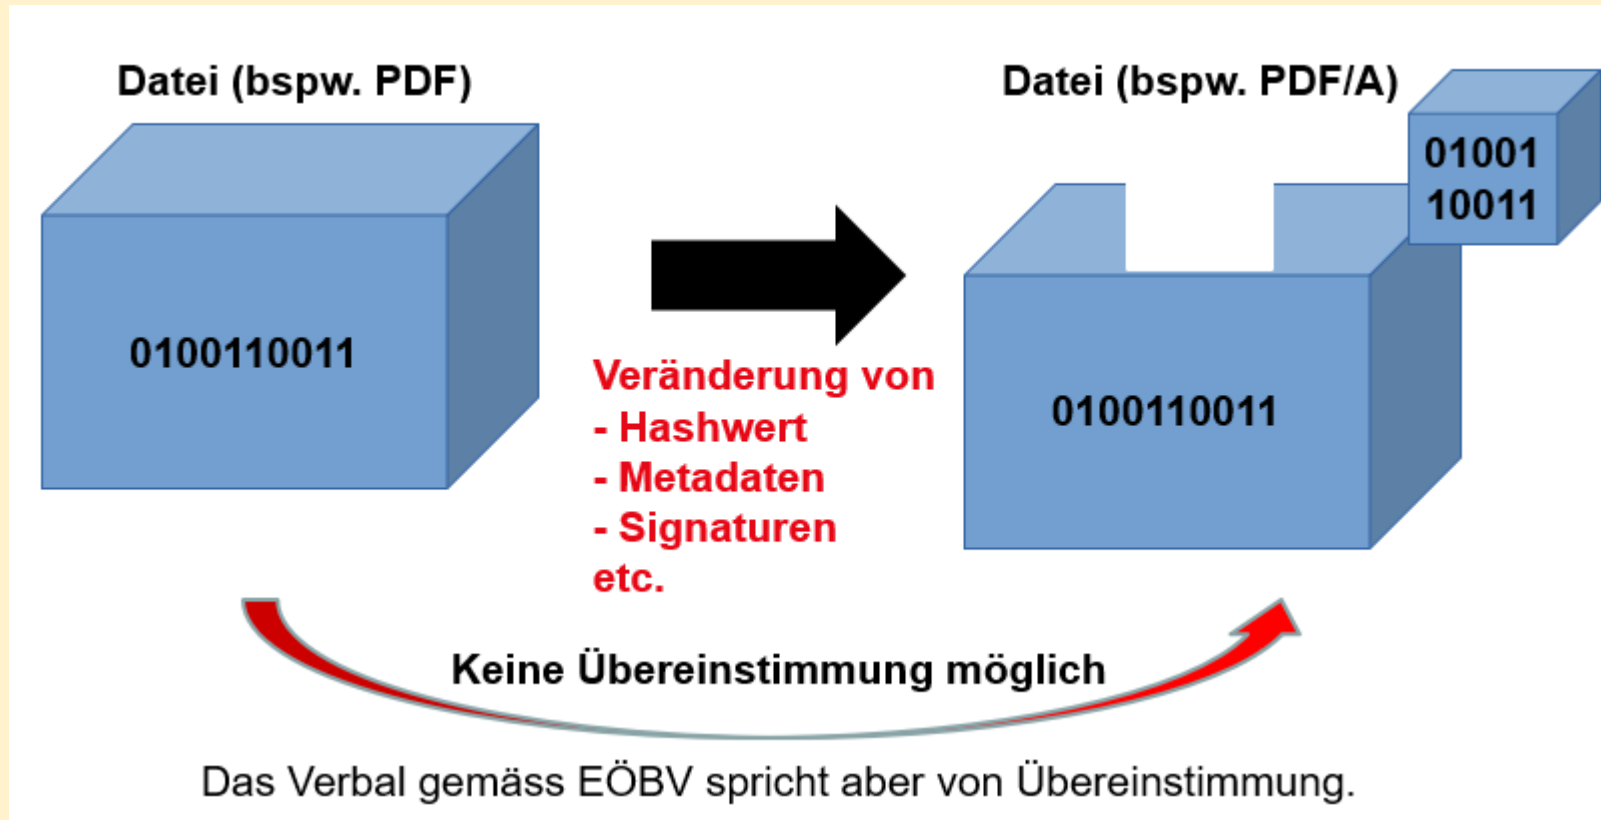 Datei (bspw. PDF)
Datei (bspw. PDF/A)
01001
10011
0100110011
0100110011
Veränderung von
- Hashwert
- Metadaten
- Signaturen
etc.
Keine Übereinstimmung möglich
Das Verbal gemäss EÖBV spricht aber von Übereinstimmung.